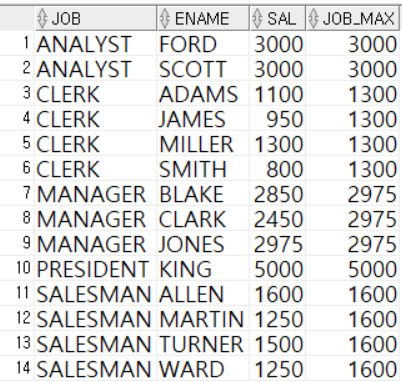 JOB ENAME SAL JOB_MAX
1 ANALYST FORD 3000 3000
2 ANALYST SCOTT 3000 3000
3 CLERK ADAMS 1100 1300
4 CLERK JAMES 950 1300
5 CLERK MILLER 1300 1300
6 CLERK SMITH 800 1300
7 MANAGER BLAKE 2850 2975
8 MANAGER CLARK 2450 2975
9 MANAGER JONES 2975 2975
10 PRESIDENT KING 5000 5000
11 SALESMAN ALLEN 1600 1600
12 SALESMAN MARTIN 1250 1600
13 SALESMAN TURNER 1500 1600
14 SALESMAN WARD 1250 1600